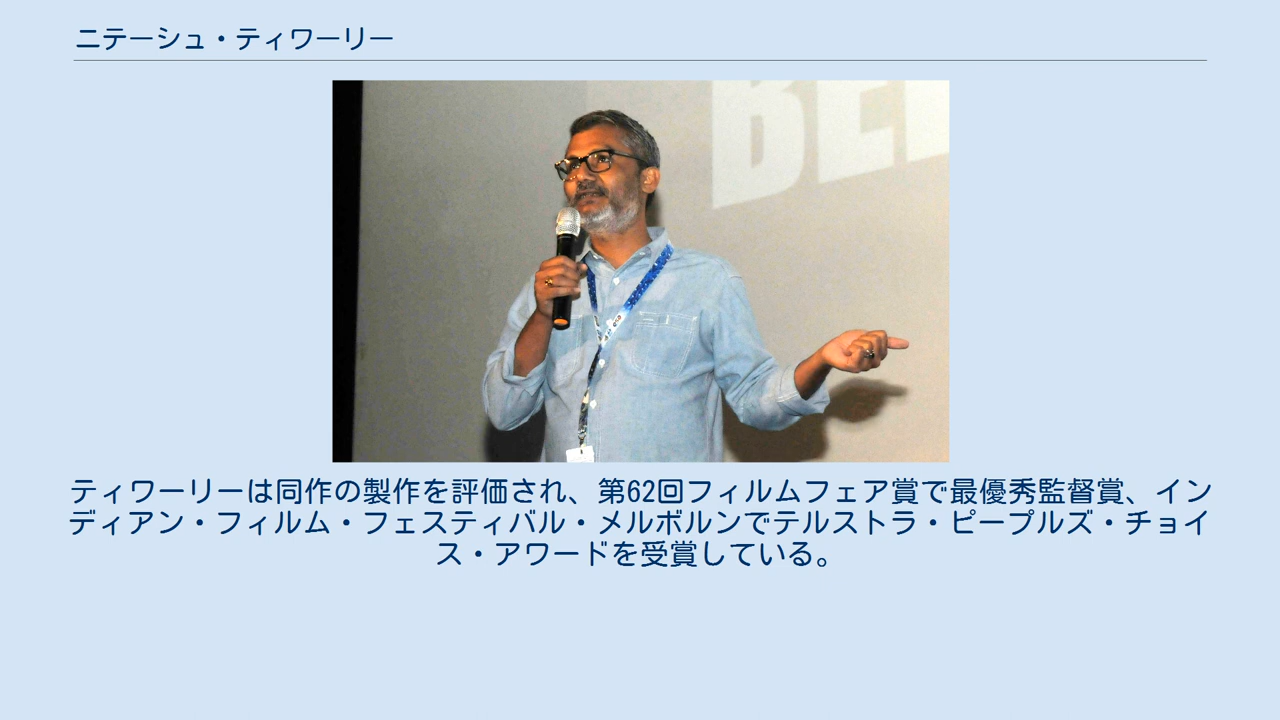 ニテーシュ・ティワーリー
BEI
ティワーリーは同作の製作を評価され、第62回フィルムフェア賞で最優秀監督賞、イン
ディアン・フィルム・フェスティバル・メルボルンでテルストラ・ピープルズ・チョイ
ス・アワードを受賞している。